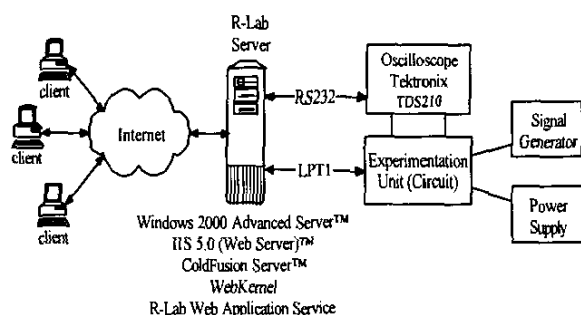 R-Lab
Server
Oscilloscope
Tektronix
TDS210
RS232
client
Internet
client
client
Signal
Generator
LPT1
Experimentation
Unit (Circuit)
Power
Supply
Windows 2000 Advanced Server™
IIS 5.0 (Web Server)™
ColdFusion Server™
WebKernel
R-Lab Web Application Service